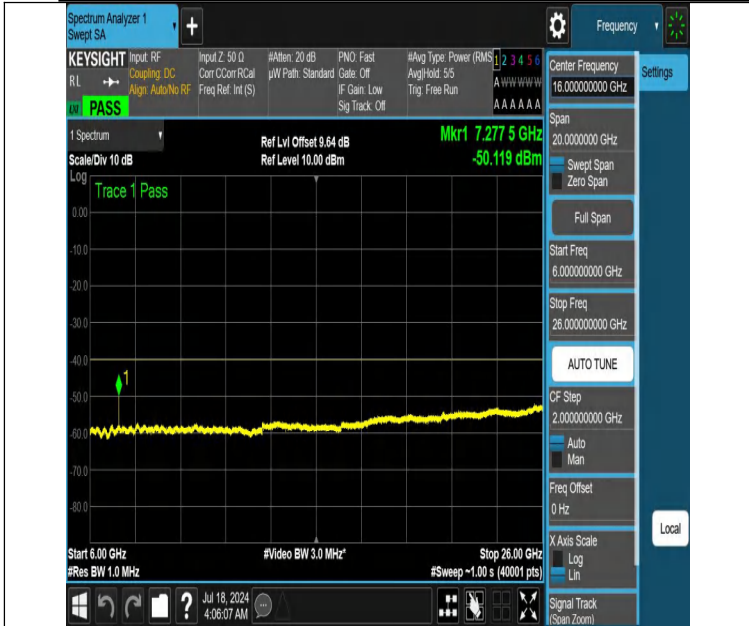 Spectrum Analyzer 1
Swept SA
Frequency
KEYSIGHT
RL
PASS
Input: RF
Coupling: DC
Align: Auto/No RF
Input Z: 50 Ω
Corr CCorr RCal
Freq Ref: Int (S)
#Atten: 20 dB
µW Path: Standard
PNO: Fast
Gate: Off
IF Gain: Low
Sig Track: Off
#Avg Type: Power (RMS
Avg|Hold: 5/5
Trig: Free Run
1 2 3 4 5 6
A W W W W W
A A A A A A
Settings
1 Spectrum
Scale/Div 10 dB
Ref Lvl Offset 9.64 dB
Ref Level 10.00 dBm
Mkr1 7.277 5 GHz
-50.119 dBm
Log
Trace 1 Pass
0.00
-10.0
-20.0
-30.0
-40.0
1
-50.0
-60.0
-70.0
-80.0
Start 6.00 GHz
#Res BW 1.0 MHz
#Video BW 3.0 MHz*
Stop 26.00 GHz
#Sweep ~1.00 s (40001 pts)
Center Frequency
16.000000000 GHz
Span
20.0000000 GHz
Swept Span
Zero Span
Full Span
Start Freq
6.000000000 GHz
Stop Freq
26.000000000 GHz
AUTO TUNE
CF Step
2.000000000 GHz
Auto
Man
Freq Offset
0 Hz
X Axis Scale
Log
Lin
Signal Track
(Span Zoom)
Local
?
Jul 18, 2024
4:06:07 AM